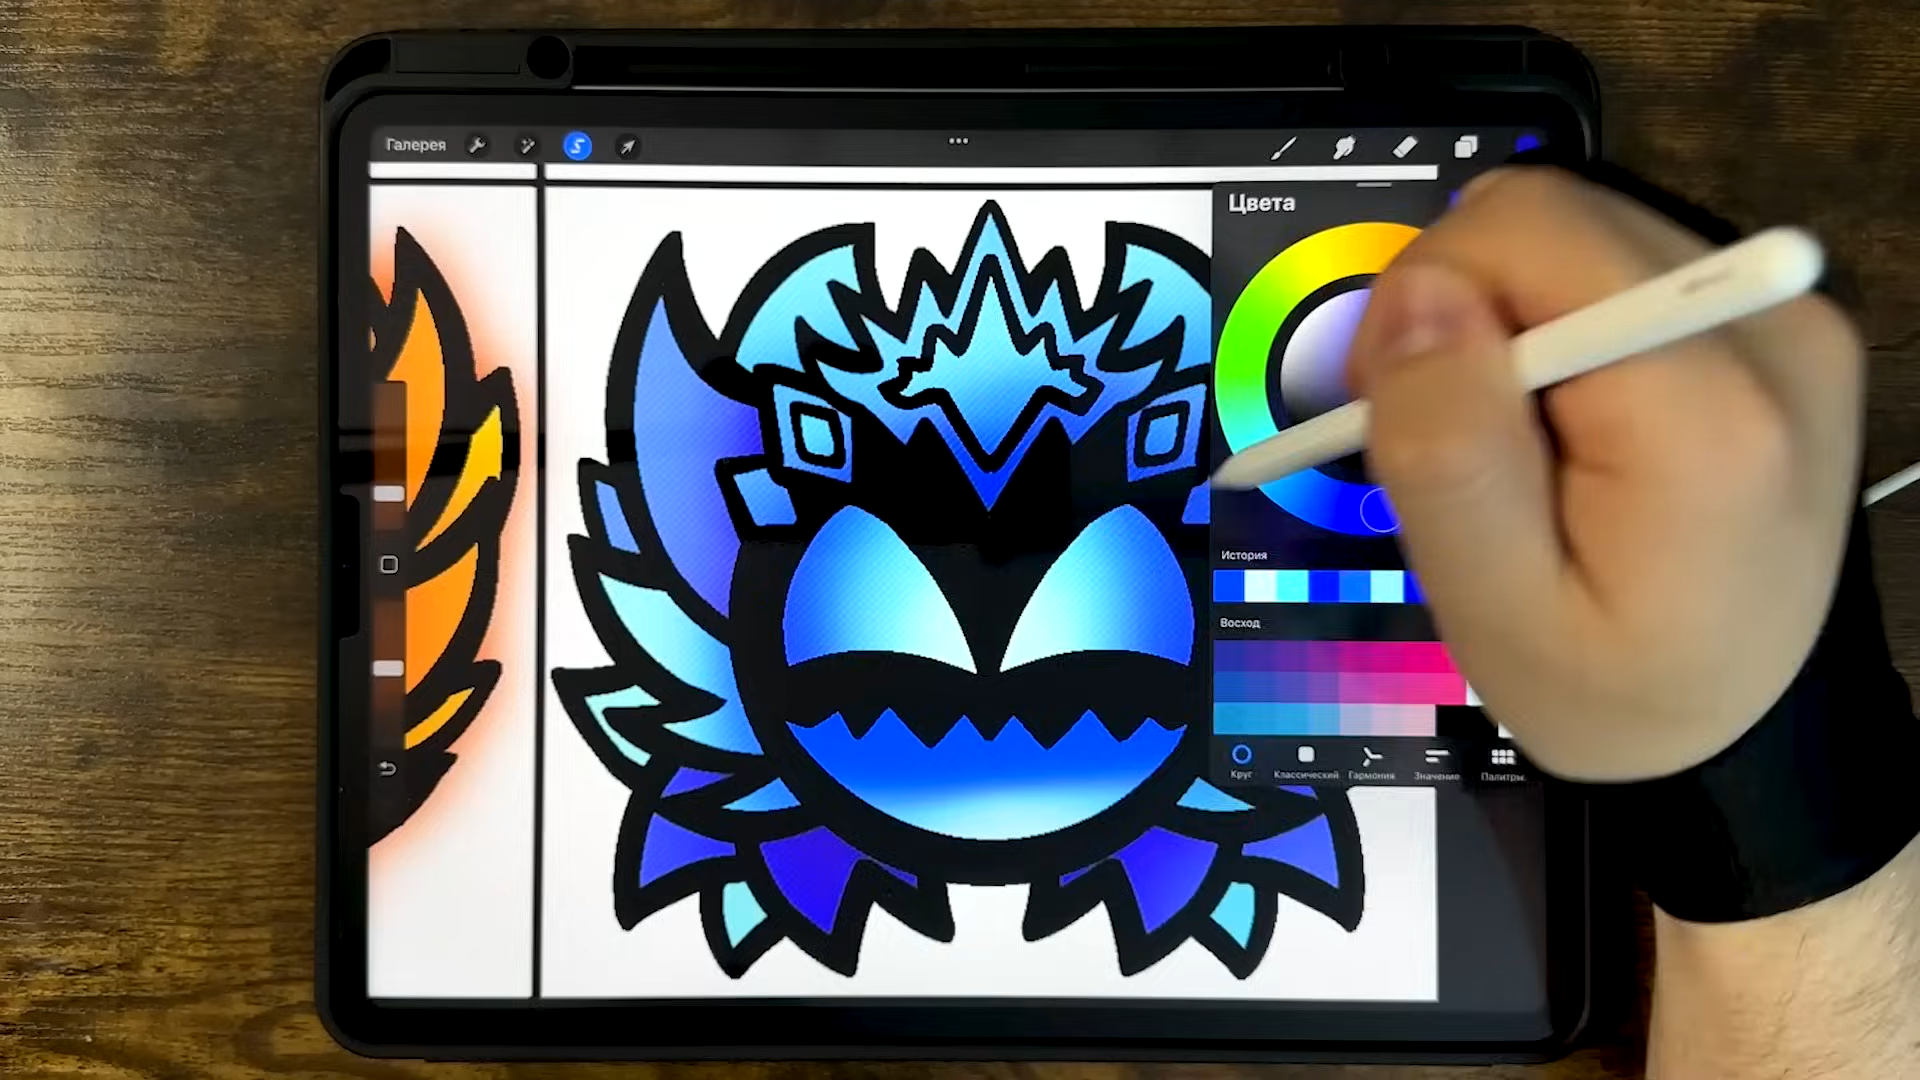 Галерея
Цвета
История
Восход
Круг
Классический
Гармония
Значение
Палитры